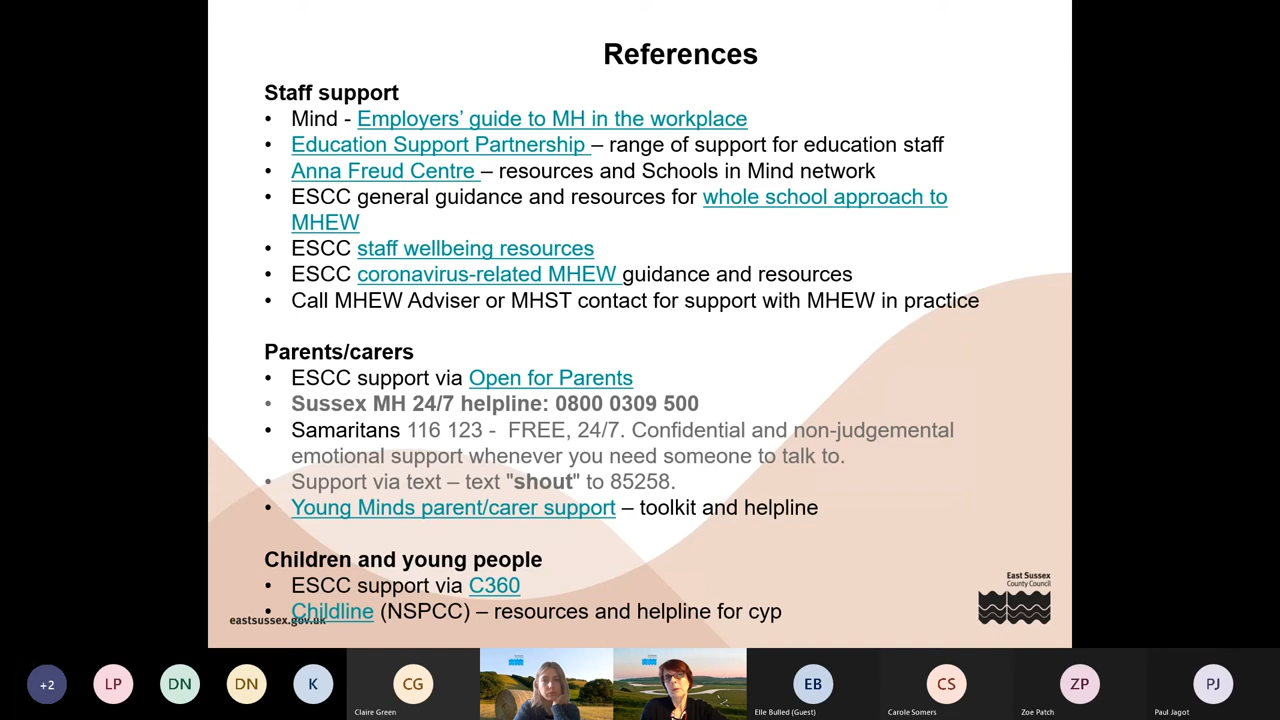 References
Staff support
• Mind - Employers' guide to MH in the workplace
• Education Support Partnership – range of support for education staff
• Anna Freud Centre – resources and Schools in Mind network
• ESCC general guidance and resources for whole school approach to
MHEW
• ESCC staff wellbeing resources
• ESCC coronavirus-related MHEW guidance and resources
• Call MHEW Adviser or MHST contact for support with MHEW in practice
Parents/carers
• ESCC support via Open for Parents
• Sussex MH 24/7 helpline: 0800 0309 500
• Samaritans 116 123 - FREE, 24/7. Confidential and non-judgemental
emotional support whenever you need someone to talk to.
• Support via text – text "shout" to 85258.
• Young Minds parent/carer support – toolkit and helpline
Children and young people
• ESCC support via C360
• Childline (NSPCC) – resources and helpline for cyp
eastsussex.gov.uk
East Sussex
County Council
+2
LP
DN
DN
K
CG
Claire Green
EB
Elle Bulled (Guest)
CS
Carole Somers
ZP
Zoe Patch
PJ
Paul Jagot